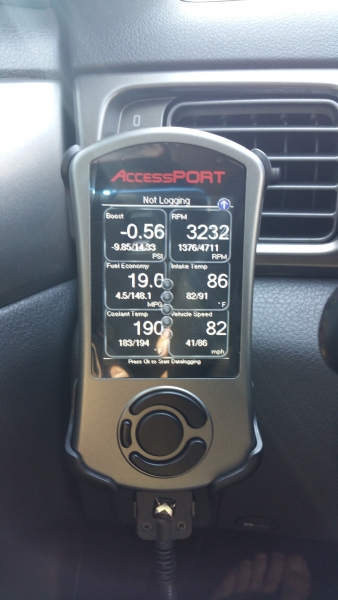 0
AccessPORT
Not Logging
Boost
-0.56
-9.85/14.33
PSI
RPM
3232
1376/4711
RPM
Fuel Economy
19.0
4.5/148.1
MPG
Intake Temp
86
82/91
°F
Coolant Temp
190
183/194
°F
Vehicle Speed
82
41/86
mph
Press Ok to Start Datalogging